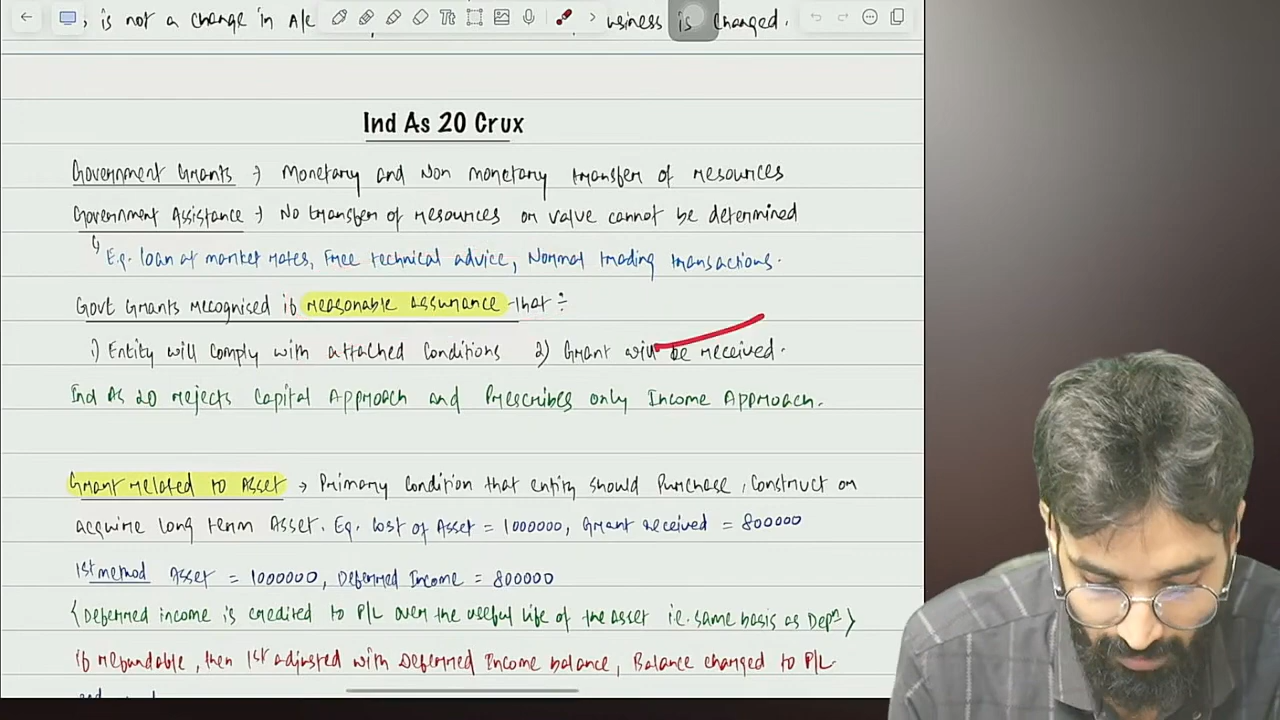 , is not a change in A/c usiness is changed.
Ind As 20 Crux
Government Grants → Monetary and Non monetary transfer of resources
Government Assistance → No transfer of resources or value cannot be determined
↳ E.g. loan at market rates, Free technical advice, Normal trading transactions.
Govt Grants recognised if reasonable assurance that ÷
1) Entity will comply with attached Conditions 2) Grant will be received.
Ind AS 20 rejects Capital Approach and Prescribes only Income Approach.
Grant related to Asset → Primary Condition that entity should Purchase, Construct or
acquire long term Asset. Eg. Cost of Asset = 1000000, Grant received = 800000
1st method Asset = 1000000, Deferred Income = 800000
{Deferred income is credited to P/L over the useful life of the asset i.e. same basis as Depn}
if refundable, then 1st adjusted with Deferred Income balance, Balance charged to P/L.